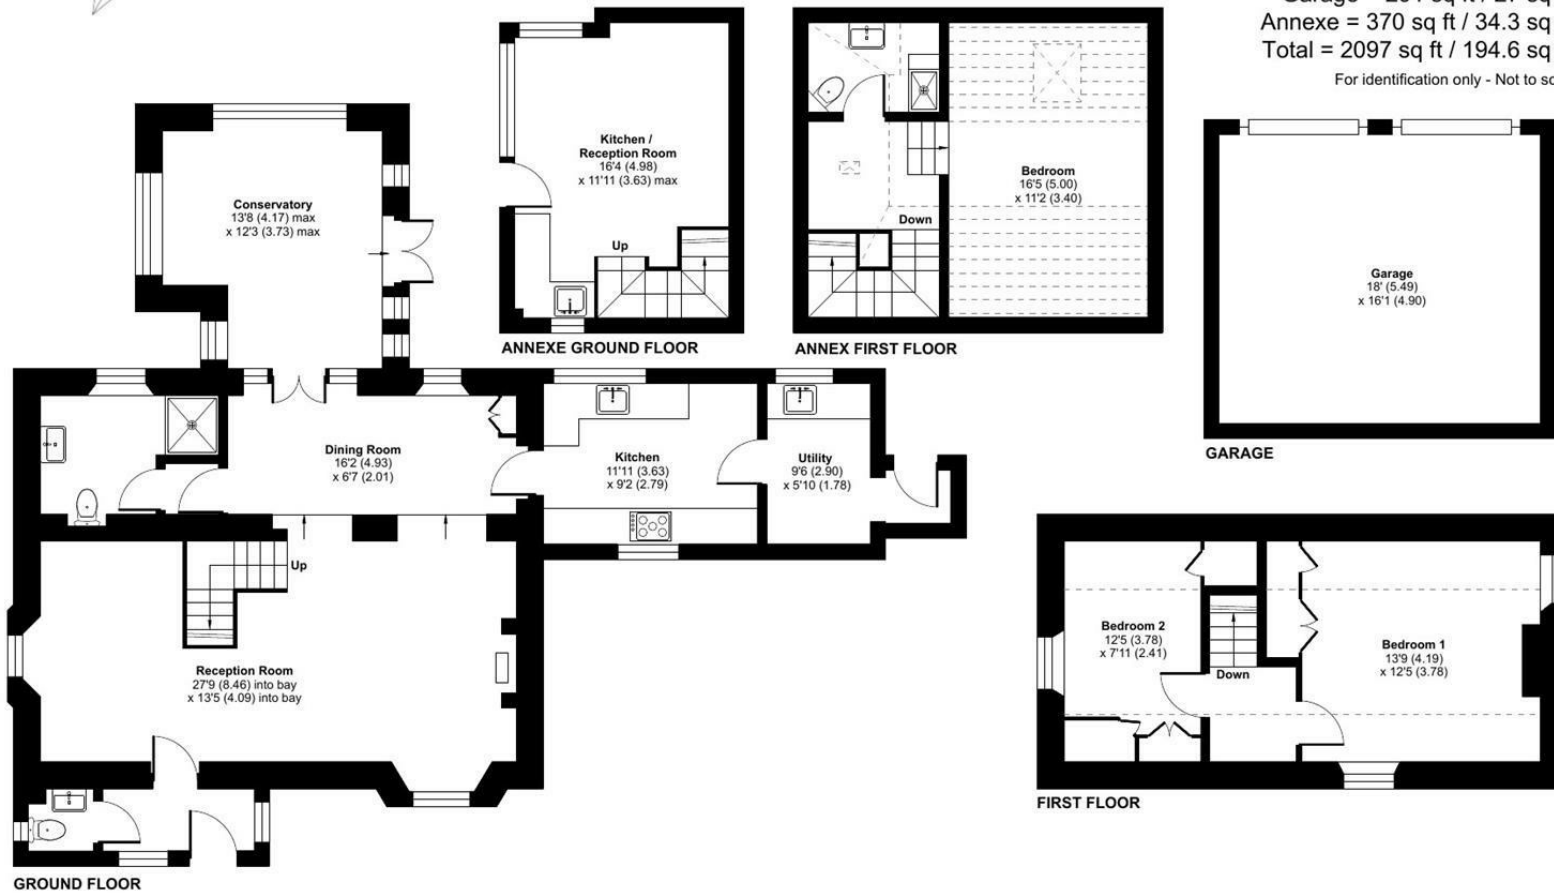 Annexe = 370 sq ft / 34.3 sq
Total = 2097 sq ft / 194.6 sq
For identification only - Not to
Kitchen /
Reception Room
16'4 (4.98)
x 11'11 (3.63) max
Up
ANNEXE GROUND FLOOR
Bedroom
16'5 (5.00)
x 11'2 (3.40)
Down
ANNEX FIRST FLOOR
Garage
18' (5.49)
x 16'1 (4.90)
GARAGE
Conservatory
13'8 (4.17) max
x 12'3 (3.73) max
Dining Room
16'2 (4.93)
x 6'7 (2.01)
Kitchen
11'11 (3.63)
x 9'2 (2.79)
Utility
9'6 (2.90)
x 5'10 (1.78)
Up
Reception Room
27'9 (8.46) into bay
x 13'5 (4.09) into bay
GROUND FLOOR
Bedroom 2
12'5 (3.78)
x 7'11 (2.41)
Down
Bedroom 1
13'9 (4.19)
x 12'5 (3.78)
FIRST FLOOR